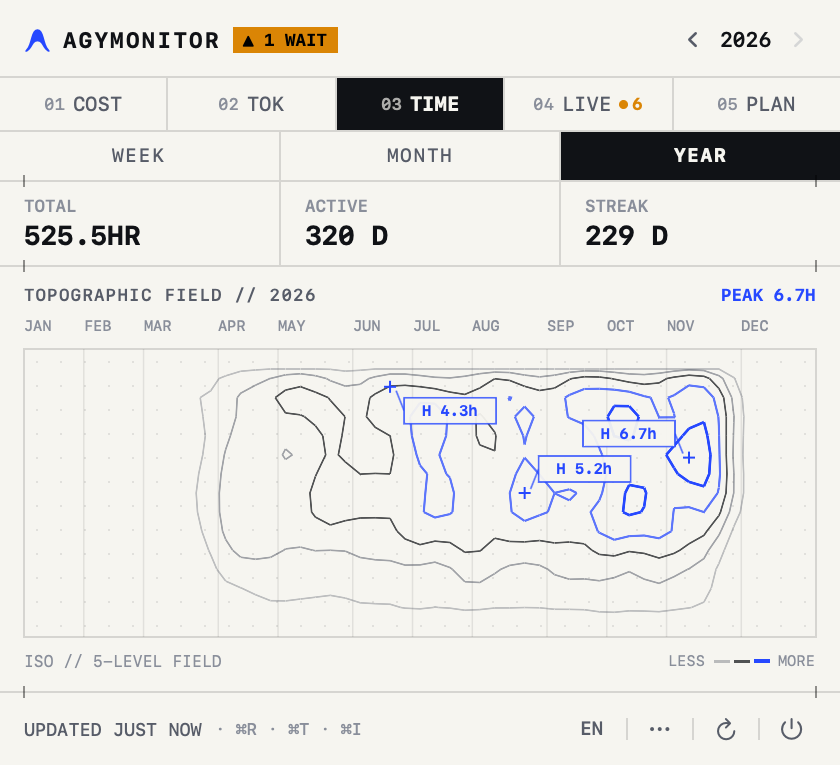 AGYMONITOR ▲ 1 WAIT < 2026 >
01 COST 02 TOK 03 TIME 04 LIVE ●6 05 PLAN
WEEK MONTH YEAR
TOTAL ACTIVE STREAK
525.5HR 320 D 229 D
TOPOGRAPHIC FIELD // 2026 PEAK 6.7H
JAN FEB MAR APR MAY JUN JUL AUG SEP OCT NOV DEC
H 4.3h
H 6.7h
H 5.2h
ISO // 5-LEVEL FIELD LESS MORE
UPDATED JUST NOW · ⌘R · ⌘T · ⌘I EN ···